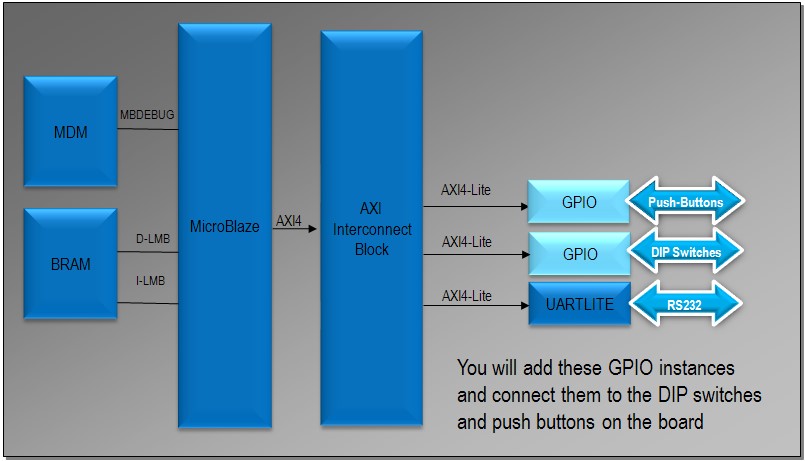 MDM
MBDEBUG
BRAM
D-LMB
I-LMB
MicroBlaze
AXI4
AXI
Interconnect
Block
AXI4-Lite
GPIO
Push-Buttons
AXI4-Lite
GPIO
DIP Switches
AXI4-Lite
UARTLITE
RS232
You will add these GPIO instances
and connect them to the DIP switches
and push buttons on the board